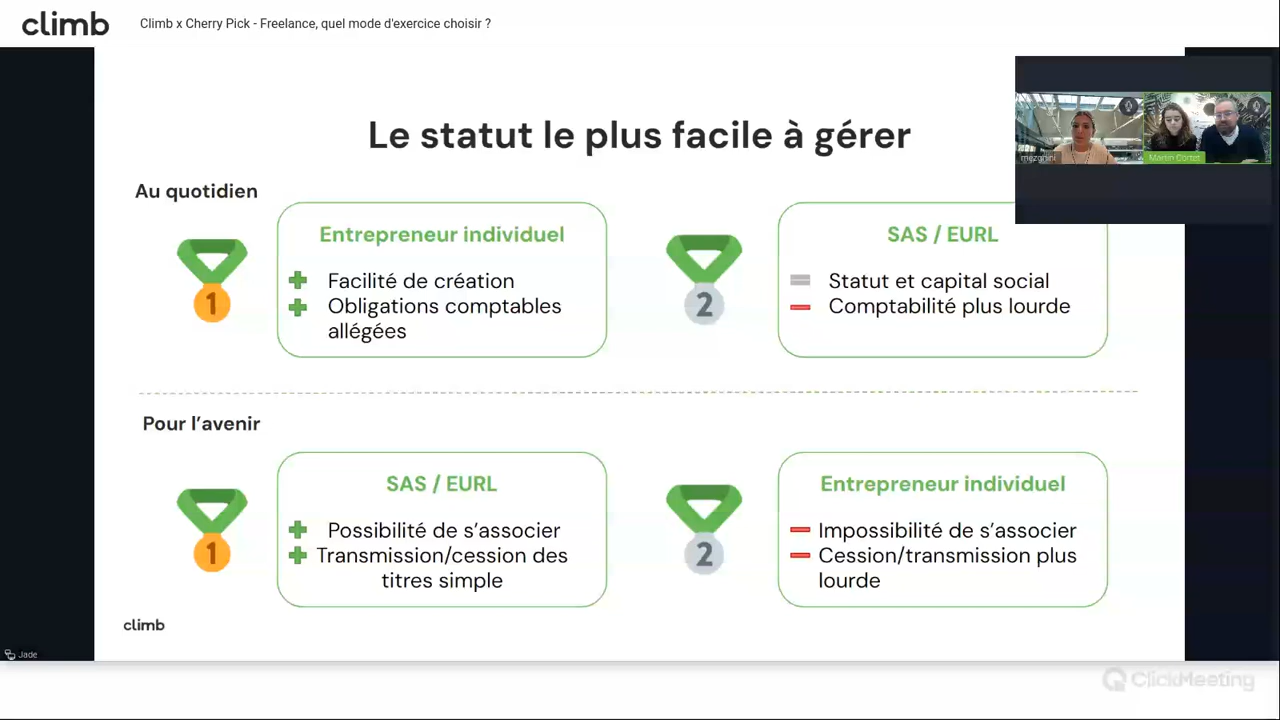 climb
Climb x Cherry Pick - Freelance, quel mode d'exercice choisir ?
Le statut le plus facile à gérer
mezonini
Martin Cortet
Au quotidien
1
Entrepreneur individuel
Facilité de création
Obligations comptables
allégées
2
SAS / EURL
Statut et capital social
Comptabilité plus lourde
Pour l'avenir
1
SAS / EURL
Possibilité de s'associer
Transmission/cession des
titres simple
2
Entrepreneur individuel
Impossibilité de s'associer
Cession/transmission plus
lourde
climb
Jade
ClickMeeting